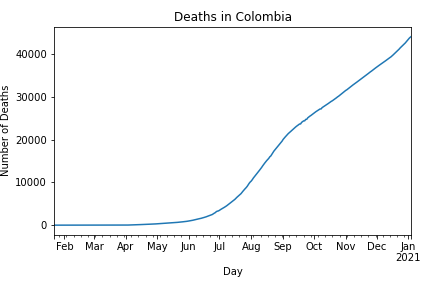 Deaths in Colombia
Number of Deaths
40000
30000
20000
10000
0
Feb Mar Apr May Jun Jul Aug Sep Oct Nov Dec Jan
2021
Day